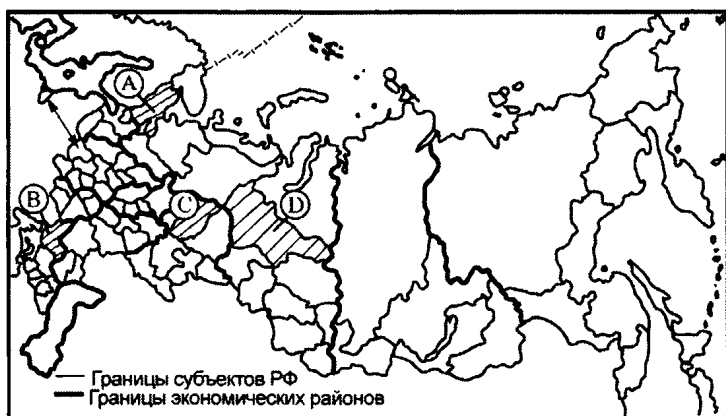 A
B
C
D
Границы субъектов РФ
Границы экономических районов